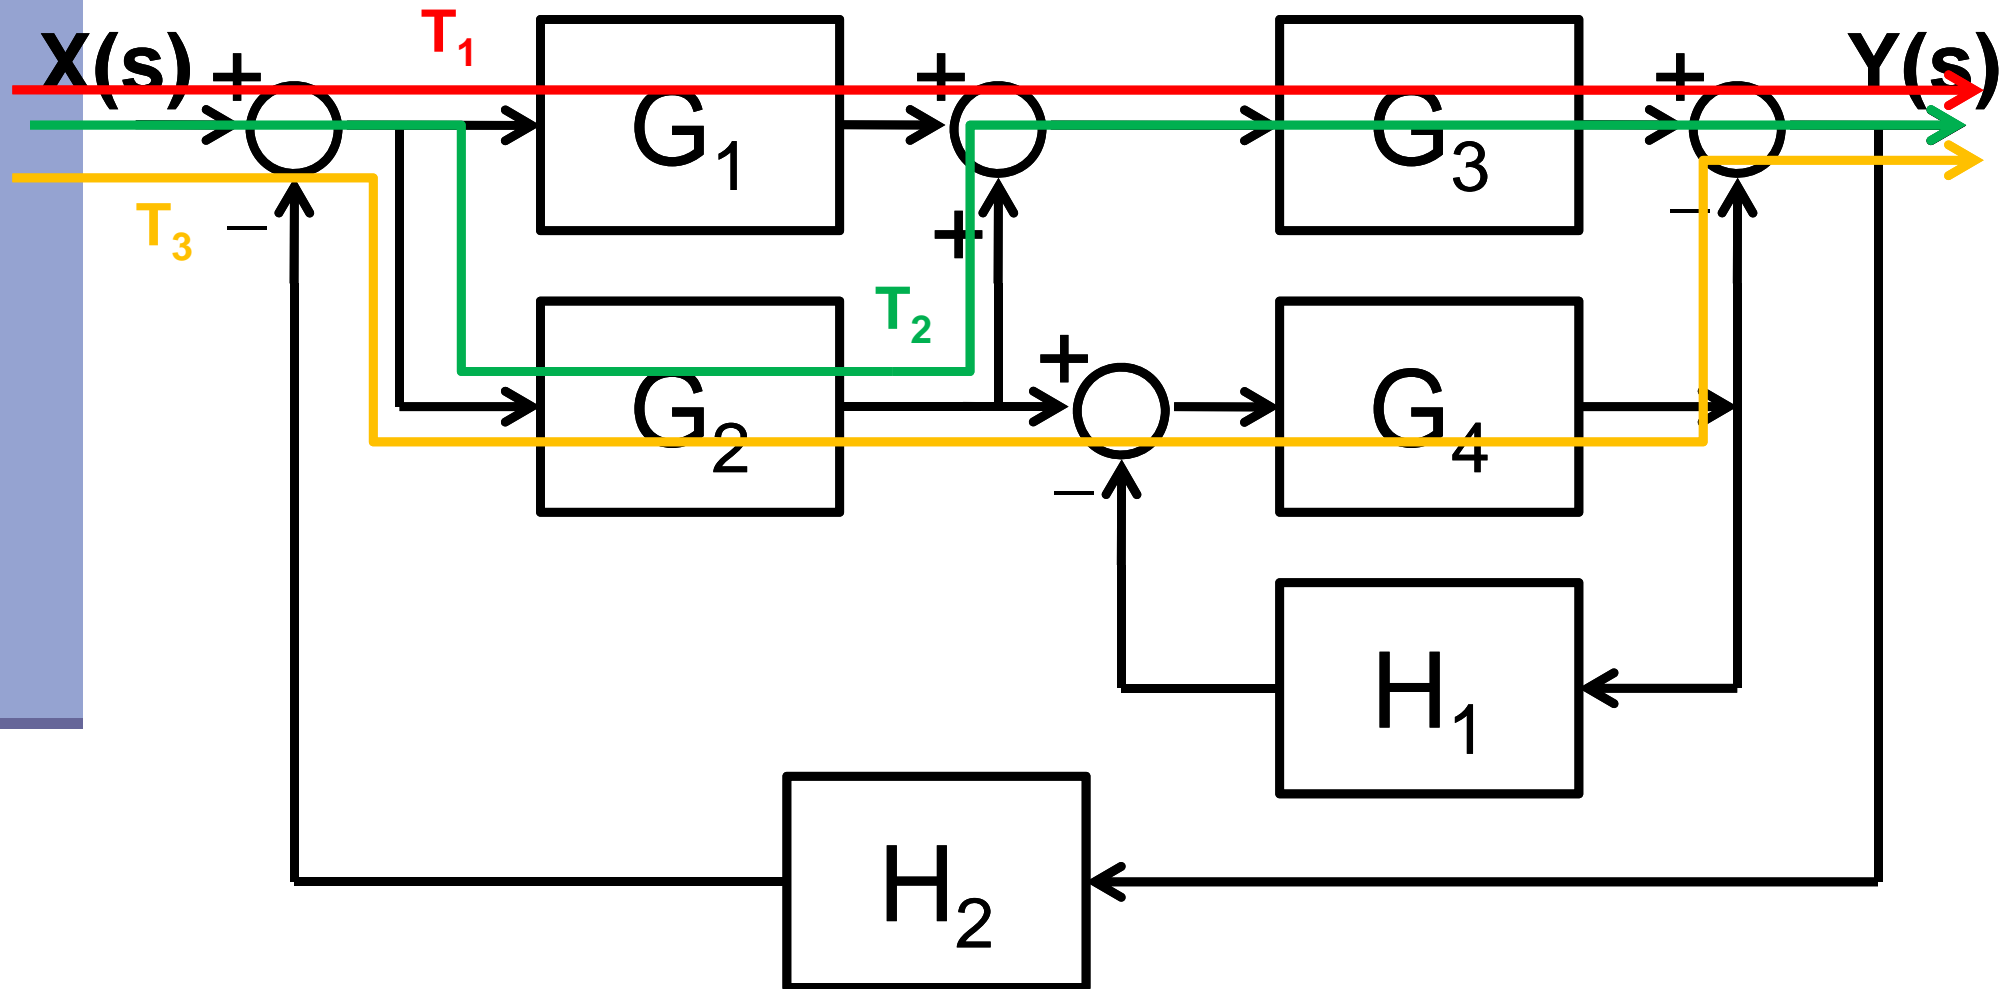 X(s) + T₁ G₁ + G₃ + Y(s)
T₃ – + –
T₂
G₂ + G₄
–
H₁
H₂